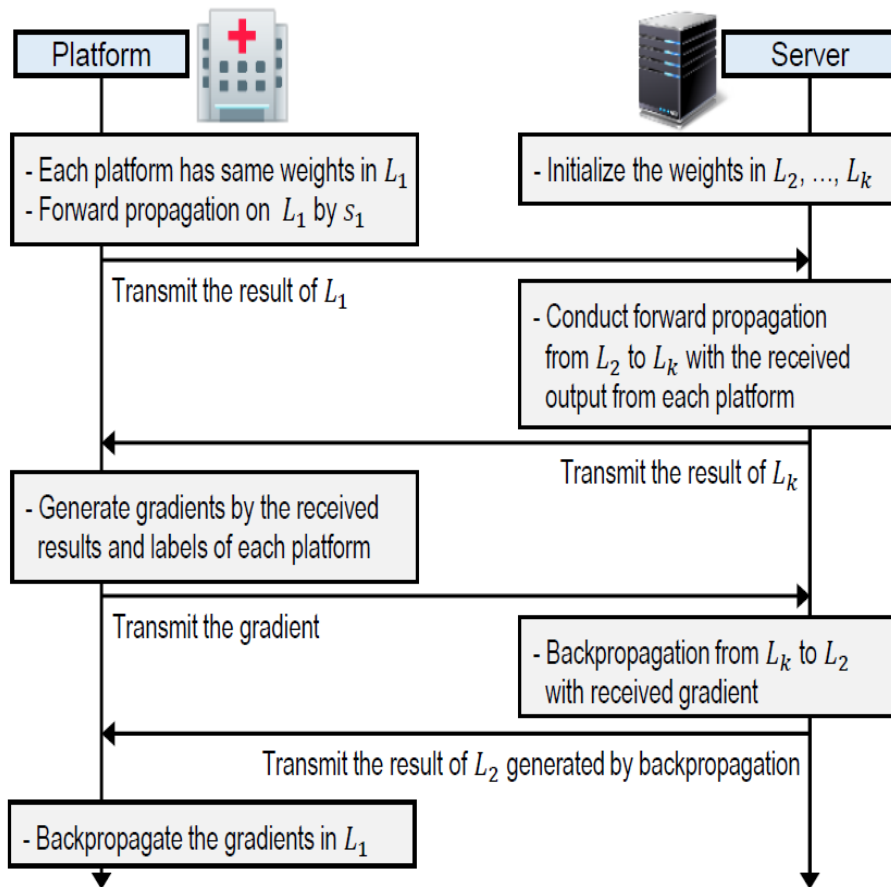 Platform
Server
- Each platform has same weights in L₁
- Forward propagation on L₁ by s₁
- Initialize the weights in L₂, ..., Lₖ
Transmit the result of L₁
- Conduct forward propagation
from L₂ to Lₖ with the received
output from each platform
Transmit the result of Lₖ
- Generate gradients by the received
results and labels of each platform
Transmit the gradient
- Backpropagation from Lₖ to L₂
with received gradient
Transmit the result of L₂ generated by backpropagation
- Backpropagate the gradients in L₁